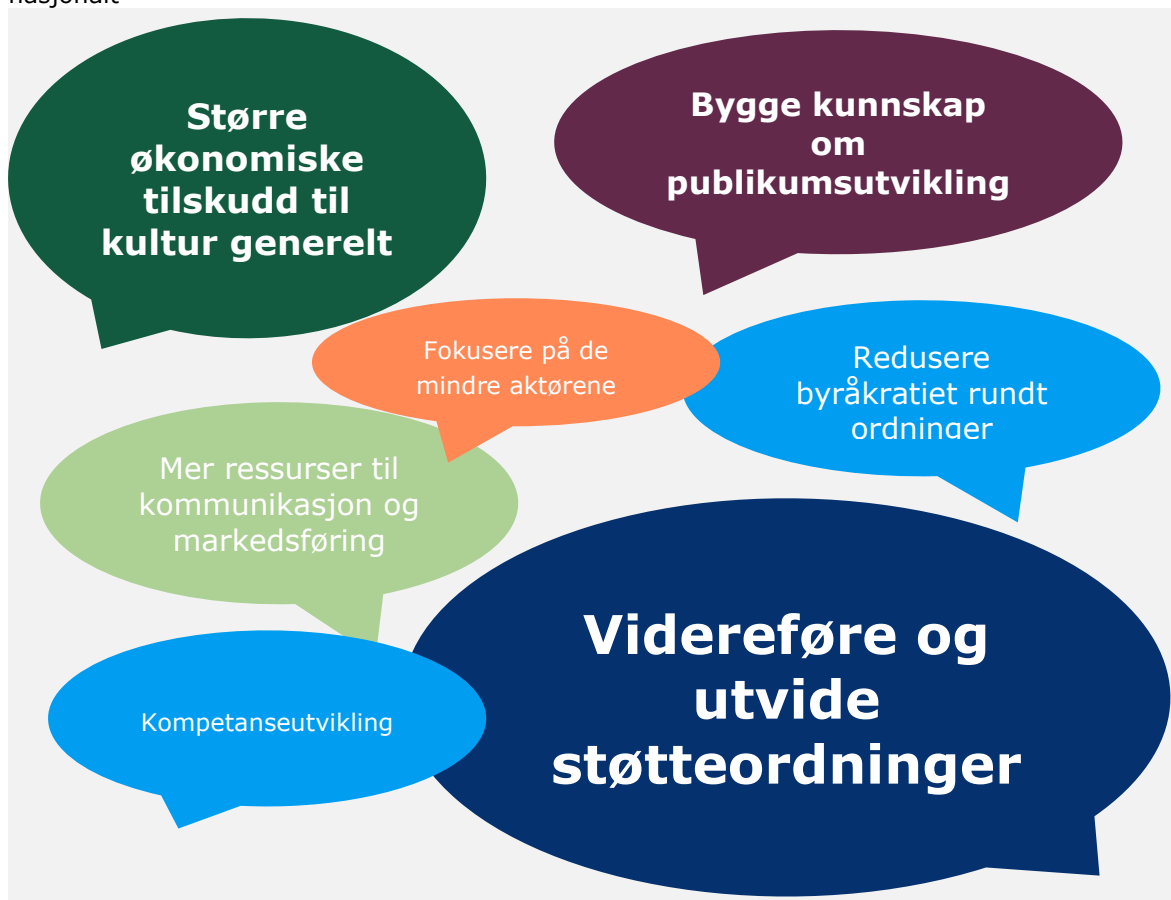 nasjonalt
Større
økonomiske
tilskudd til
kultur generelt
Bygge kunnskap
om
publikumsutvikling
Fokusere på de
mindre aktørene
Redusere
byråkratiet rundt
ordninger
Mer ressurser til
kommunikasjon og
markedsføring
Videreføre og
utvide
støtteordninger
Kompetanseutvikling